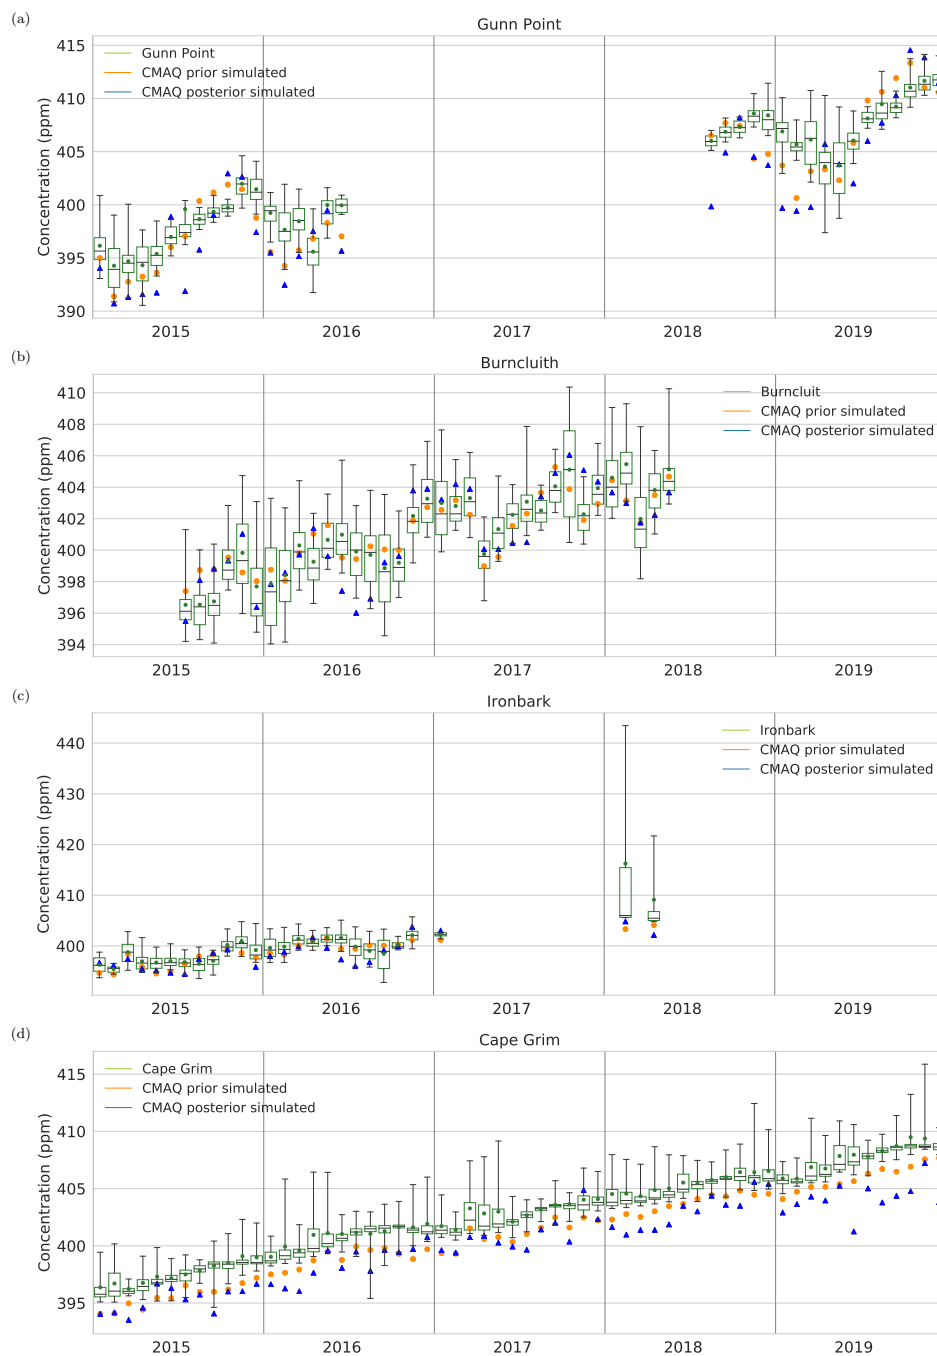 (a)
Gunn Point
Concentration (ppm)
415
410
405
400
395
390
Gunn Point
CMAQ prior simulated
CMAQ posterior simulated
2015 2016 2017 2018 2019
(b)
Burncluith
Concentration (ppm)
410
408
406
404
402
400
398
396
394
Burncluit
CMAQ prior simulated
CMAQ posterior simulated
2015 2016 2017 2018 2019
(c)
Ironbark
Concentration (ppm)
440
430
420
410
400
Ironbark
CMAQ prior simulated
CMAQ posterior simulated
2015 2016 2017 2018 2019
(d)
Cape Grim
Concentration (ppm)
415
410
405
400
395
Cape Grim
CMAQ prior simulated
CMAQ posterior simulated
2015 2016 2017 2018 2019